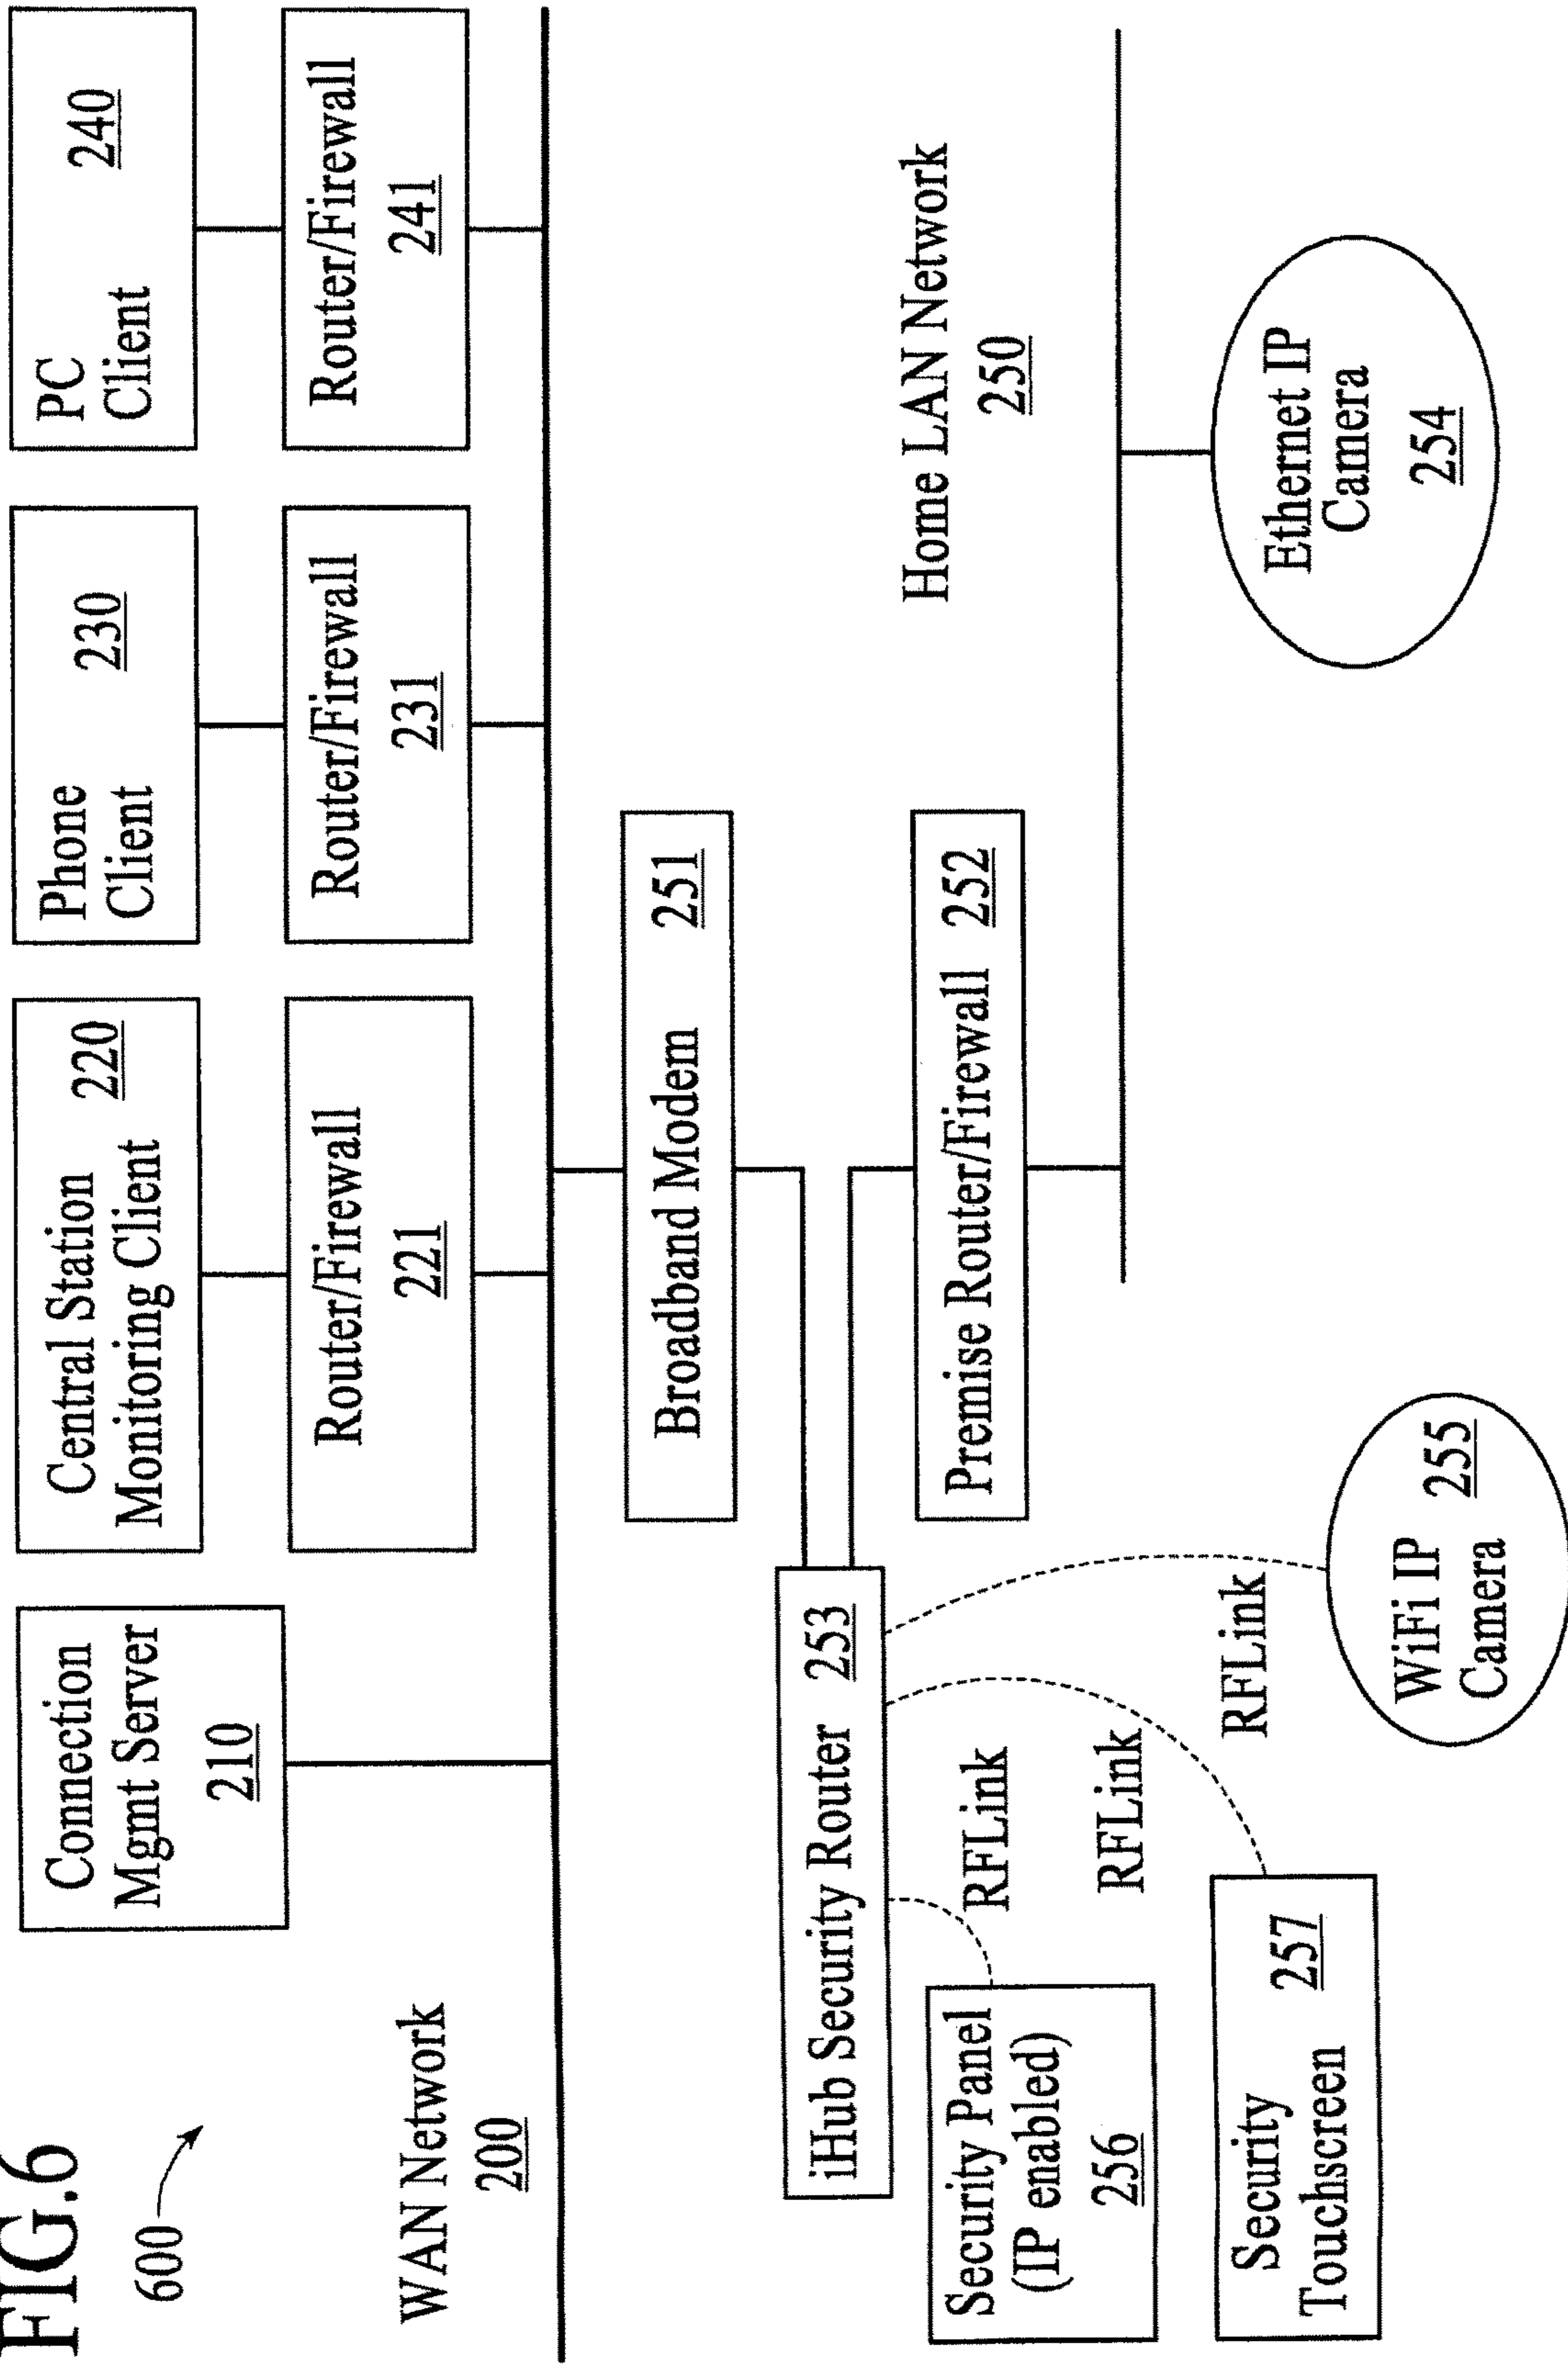 FIG.6
600
WAN Network
200
Connection
Mgmt Server
210
Central Station
Monitoring Client
220
Router/Firewall
221
Phone
Client
230
Router/Firewall
231
PC
Client
240
Router/Firewall
241
Broadband Modem 251
iHub Security Router 253
Premise Router/Firewall 252
Home LAN Network
250
Security Panel
(IP enabled)
256
RFLink
RFLink
RFLink
Security
Touchscreen
257
WiFi IP
Camera
255
Ethernet IP
Camera
254